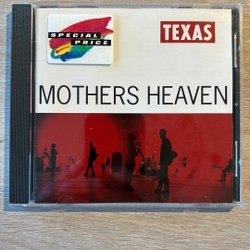 SPECIAL
PRICE
TEXAS
MOTHERS HEAVEN